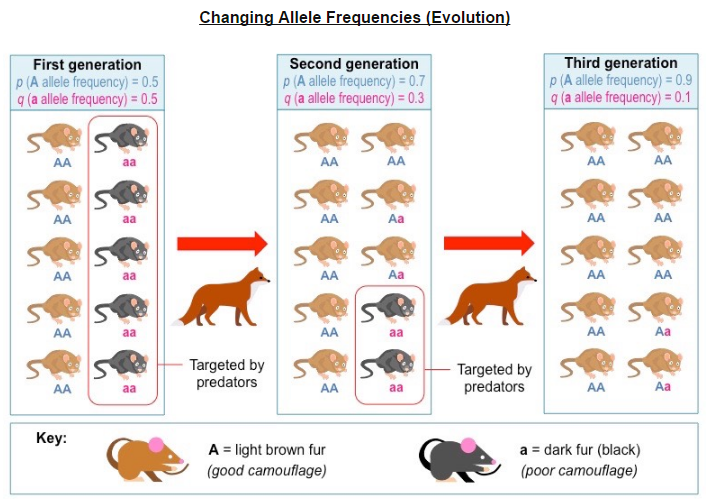 Changing Allele Frequencies (Evolution)
First generation
p (A allele frequency) = 0.5
q (a allele frequency) = 0.5
AA aa
AA aa
AA aa
AA aa
AA aa
Targeted by
predators
Second generation
p (A allele frequency) = 0.7
q (a allele frequency) = 0.3
AA AA
AA Aa
AA Aa
AA aa
AA aa
Targeted by
predators
Third generation
p (A allele frequency) = 0.9
q (a allele frequency) = 0.1
AA AA
AA AA
AA AA
AA Aa
AA Aa
Key:
A = light brown fur
(good camouflage)
a = dark fur (black)
(poor camouflage)